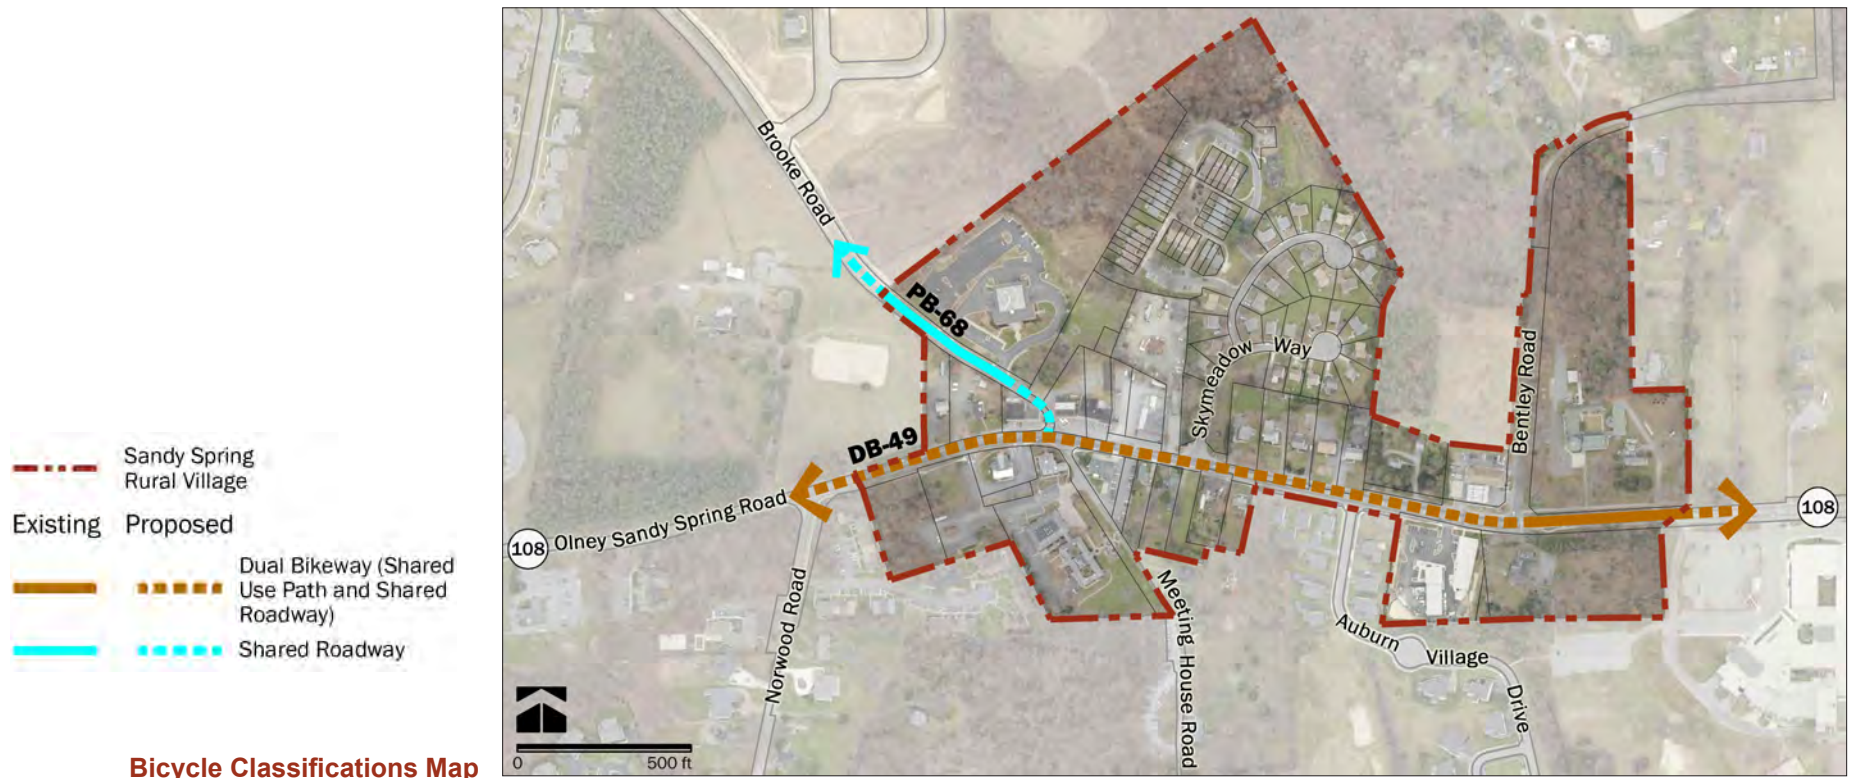 Sandy Spring
Rural Village
Existing Proposed
Dual Bikeway (Shared
Use Path and Shared
Roadway)
Shared Roadway
Bicycle Classifications Map
Brooke Road
PB-68
DB-49
Skymeadow Way
Bentley Road
108
Olney Sandy Spring Road
108
Norwood Road
Meeting House Road
Auburn Village Drive
0 500 ft